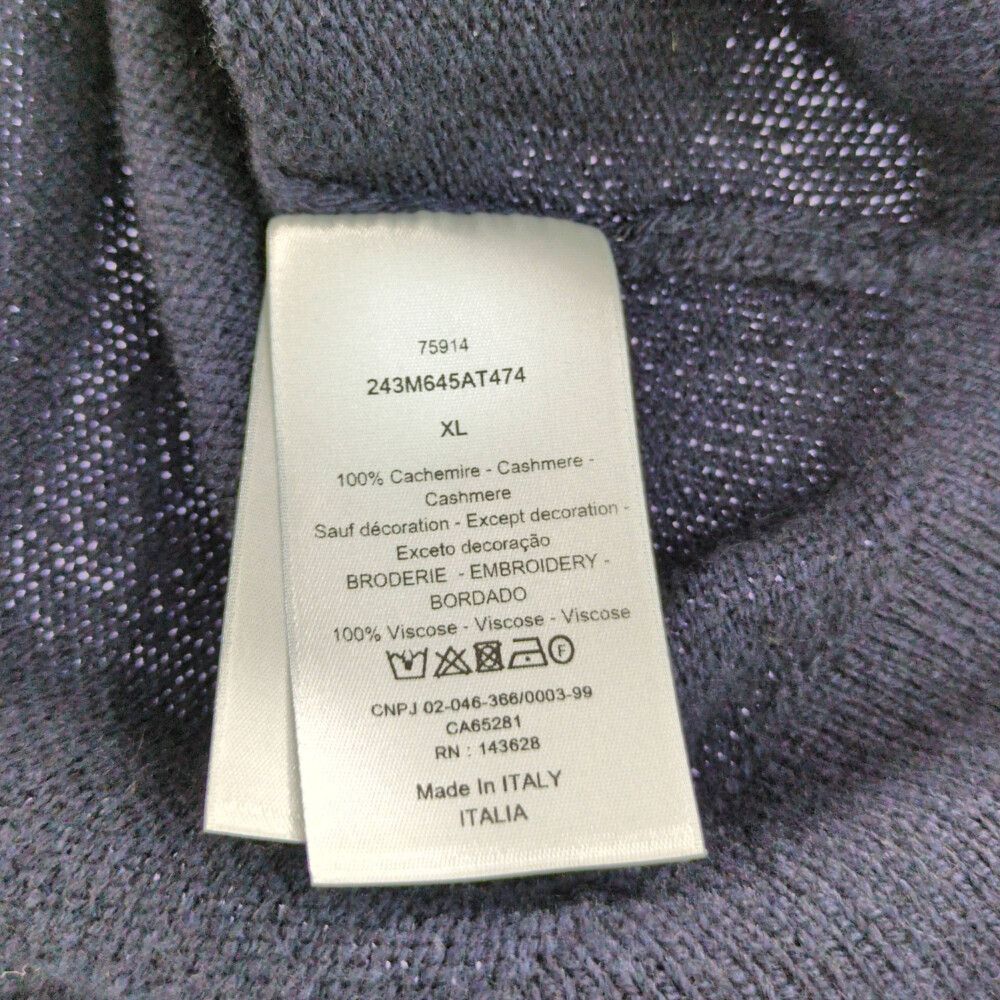 75914
243M645AT474
XL
100% Cachemire - Cashmere -
Cashmere
Sauf décoration - Except decoration -
Exceto decoração
BRODERIE - EMBROIDERY -
BORDADO
100% Viscose - Viscose - Viscose
F
CNPJ 02-046-366/0003-99
CA65281
RN : 143628
Made In ITALY
ITALIA